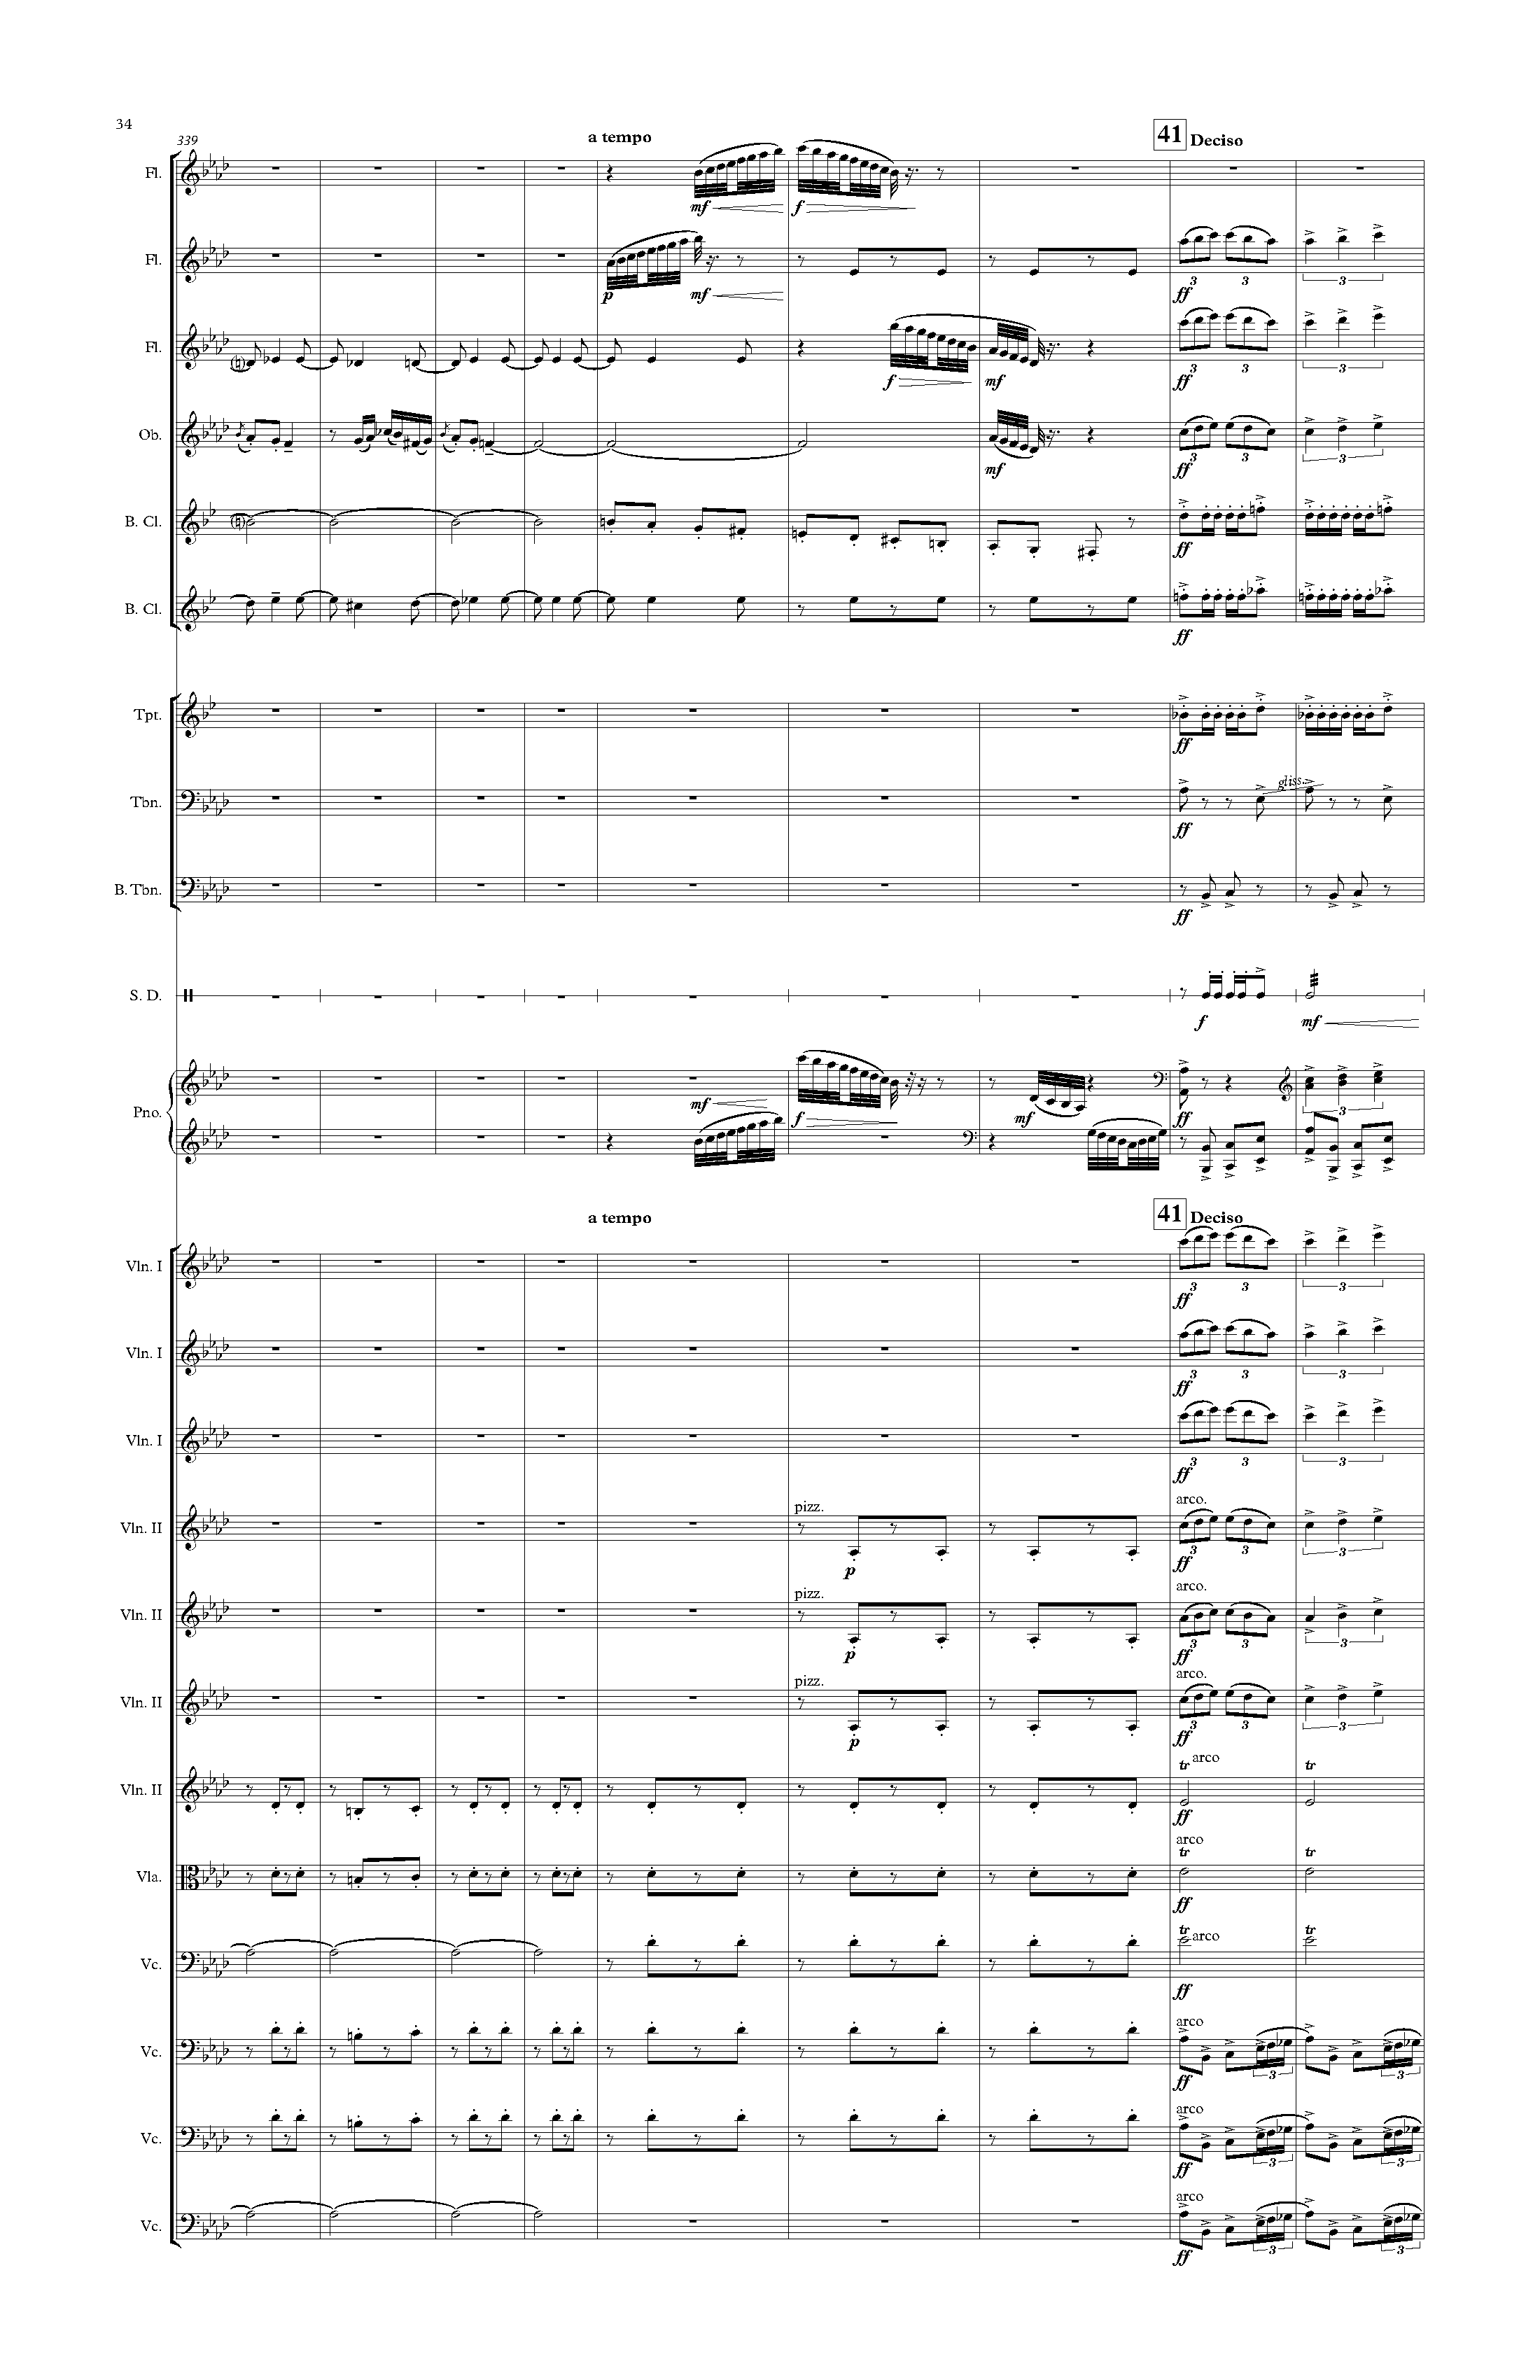 34
339
a tempo
41 Deciso
Fl.
mf
f
Fl.
p
mf
ff
3
3
3
Fl.
f
mf
ff
3
3
3
Ob.
mf
ff
3
3
3
B. Cl.
ff
B. Cl.
ff
Tpt.
ff
Tbn.
gliss.
ff
B. Tbn.
ff
S. D.
f
mf
Pno.
mf
f
mf
ff
3
a tempo
41 Deciso
Vln. I
3
3
3
ff
Vln. I
3
3
3
ff
Vln. I
3
3
3
ff
pizz.
arco.
Vln. II
p
3
3
3
ff
pizz.
arco.
Vln. II
p
3
3
3
ff
pizz.
arco.
Vln. II
p
3
3
3
ff
tr arco
tr
Vln. II
ff
arco
tr
tr
Vla.
ff
tr arco
tr
Vc.
ff
arco
Vc.
3
3
ff
arco
Vc.
3
3
ff
arco
Vc.
3
3
ff